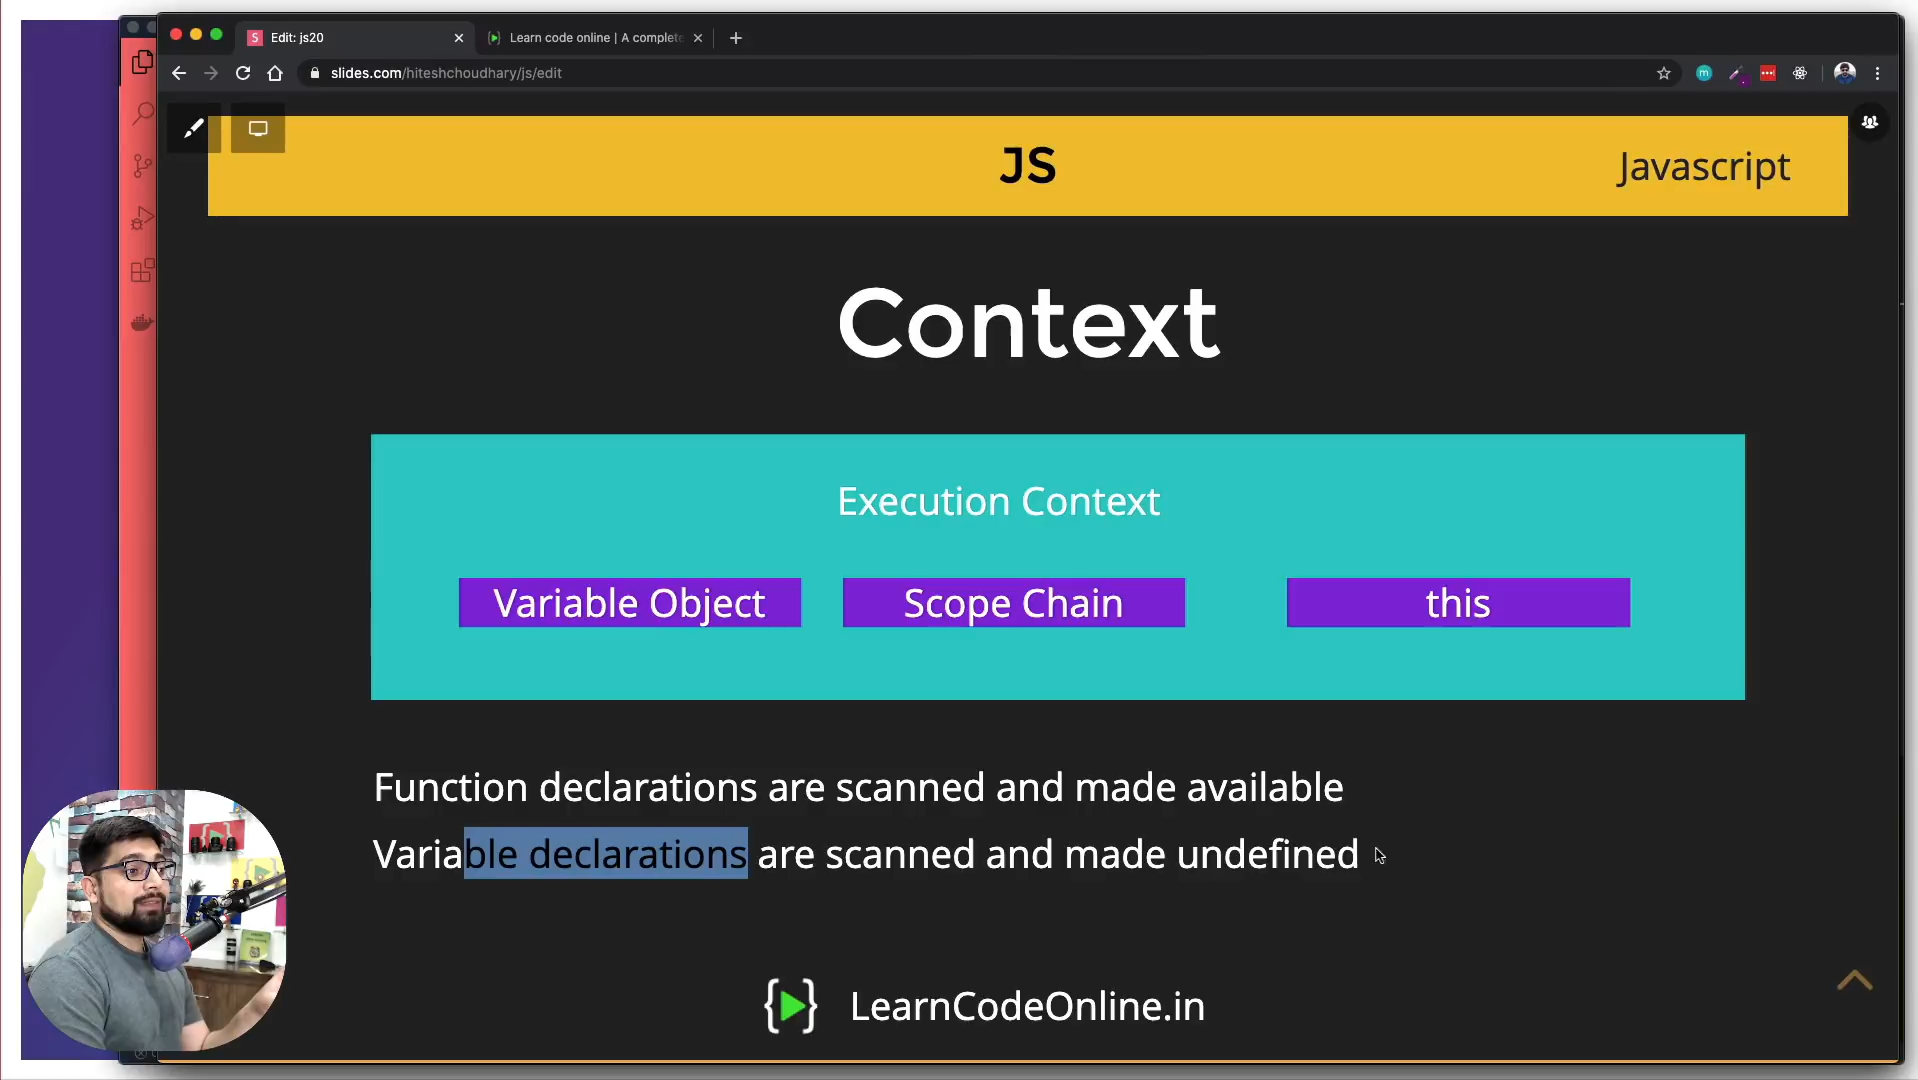 Edit: js20
Learn code online | A complete
slides.com/hiteshchoudhary/js/edit
JS
Javascript
Context
Execution Context
Variable Object
Scope Chain
this
Function declarations are scanned and made available
Variable declarations are scanned and made undefined
LearnCodeOnline.in